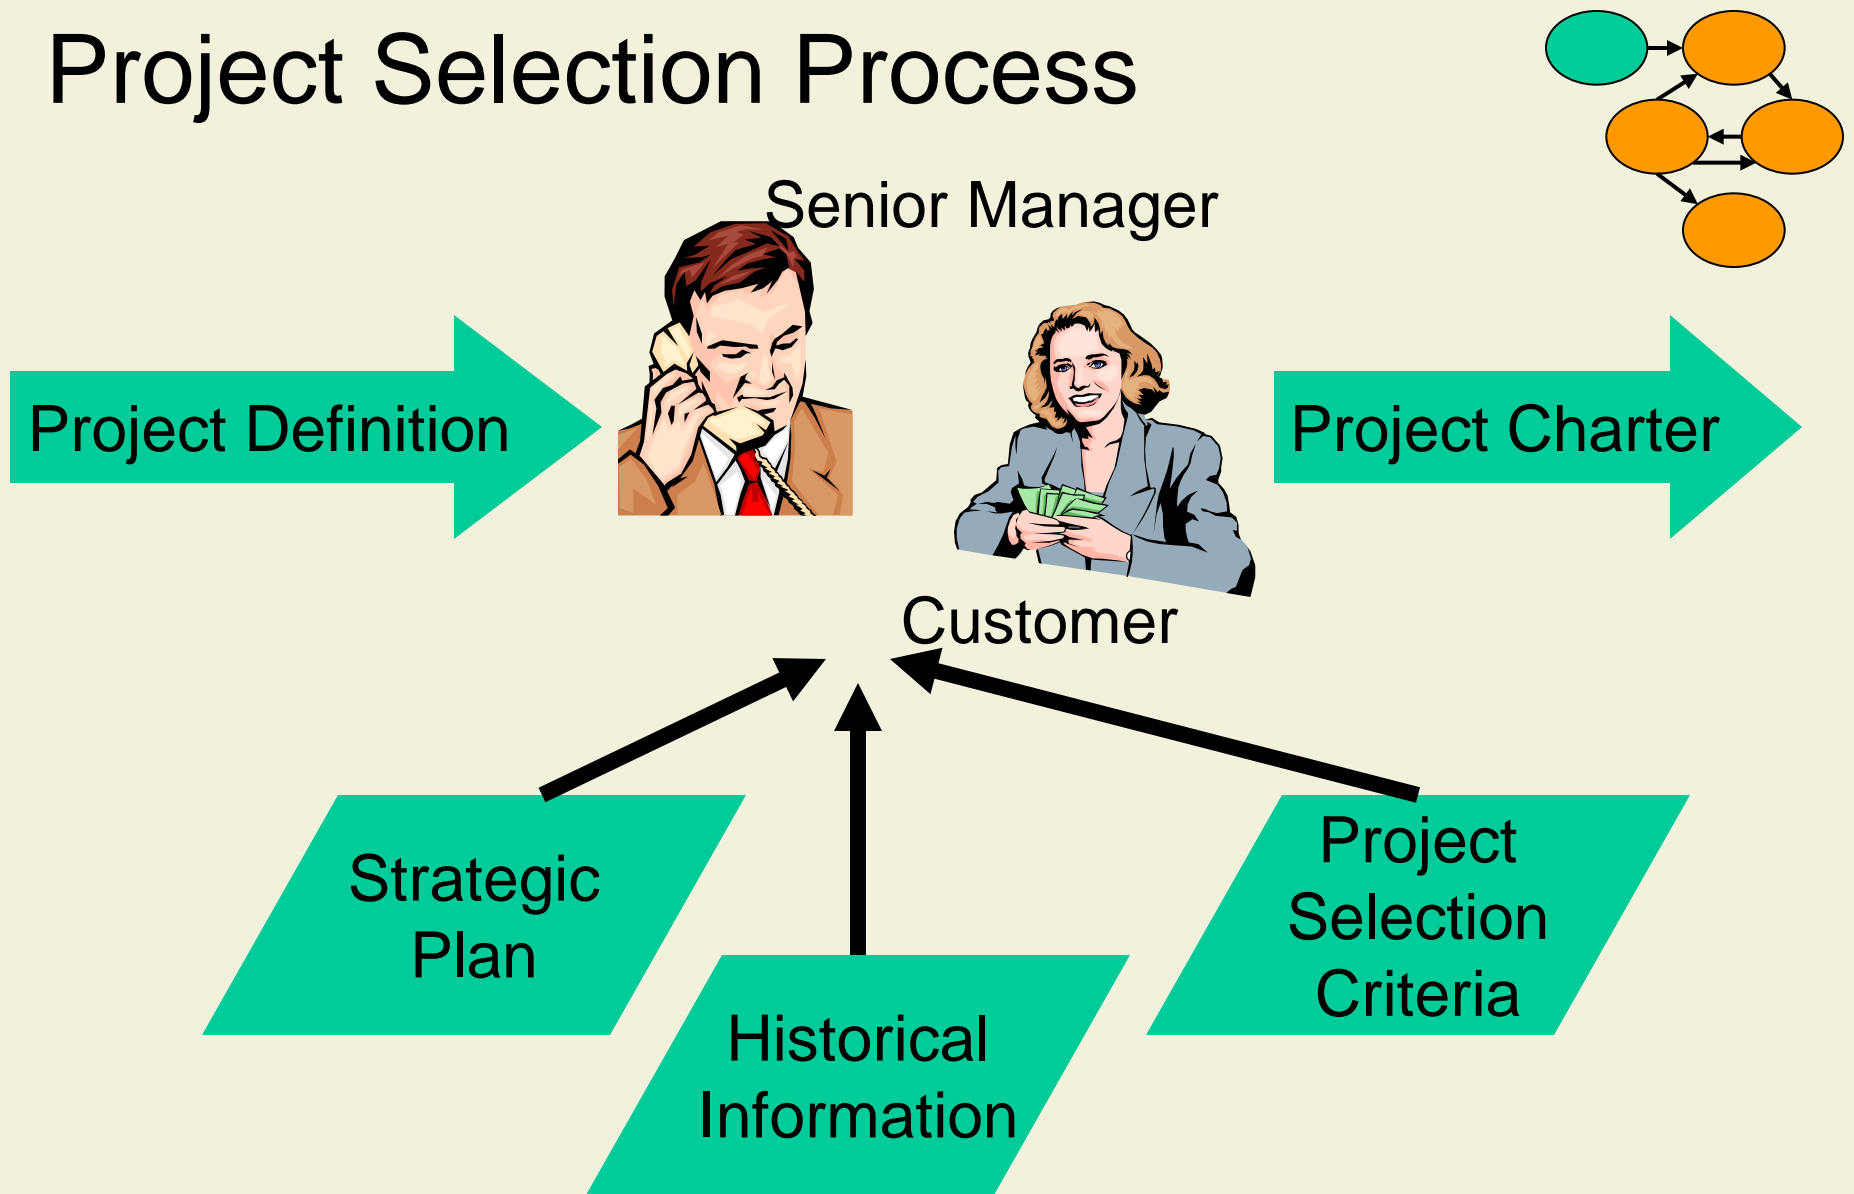 Project Selection Process
Senior Manager
Project Definition
Project Charter
Customer
Strategic
Plan
Historical
Information
Project
Selection
Criteria